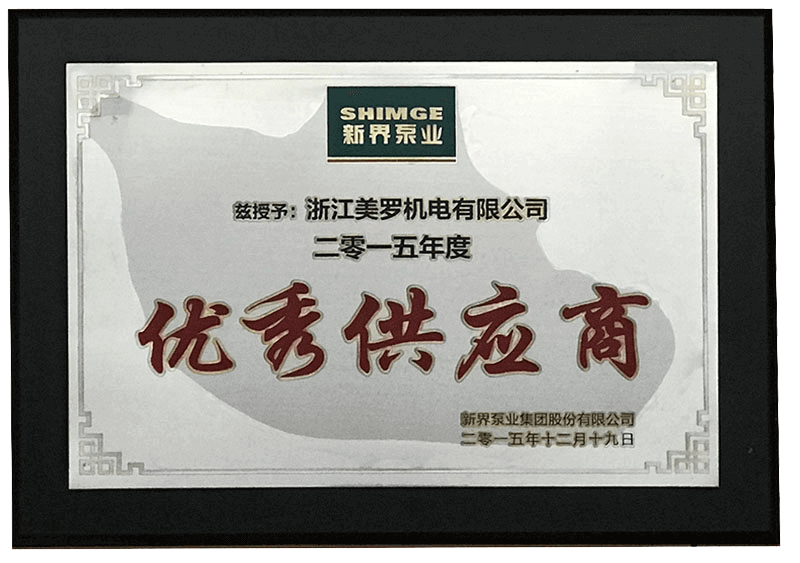 SHIMGE
新界泵业
兹授予：浙江美罗机电有限公司
二零一五年度
优秀供应商
新界泵业集团股份有限公司
二零一五年十二月十九日